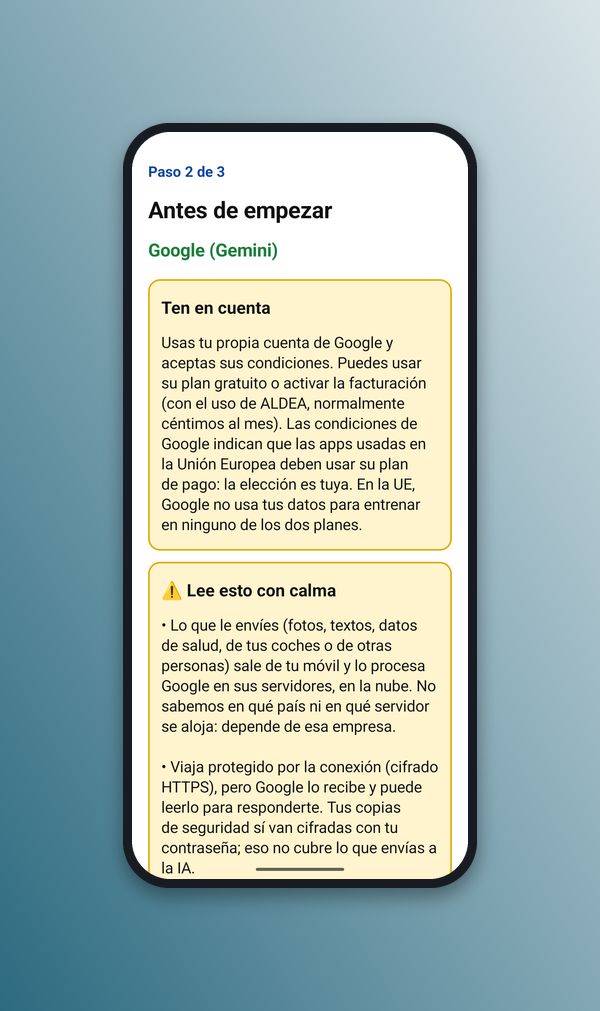 Paso 2 de 3
Antes de empezar
Google (Gemini)
Ten en cuenta
Usas tu propia cuenta de Google y
aceptas sus condiciones. Puedes usar
su plan gratuito o activar la facturación
(con el uso de ALDEA, normalmente
céntimos al mes). Las condiciones de
Google indican que las apps usadas en
la Unión Europea deben usar su plan
de pago: la elección es tuya. En la UE,
Google no usa tus datos para entrenar
en ninguno de los dos planes.
⚠️ Lee esto con calma
• Lo que le envíes (fotos, textos, datos
de salud, de tus coches o de otras
personas) sale de tu móvil y lo procesa
Google en sus servidores, en la nube. No
sabemos en qué país ni en qué servidor
se aloja: depende de esa empresa.
• Viaja protegido por la conexión (cifrado
HTTPS), pero Google lo recibe y puede
leerlo para responderte. Tus copias
de seguridad sí van cifradas con tu
contraseña; eso no cubre lo que envías a
la IA.